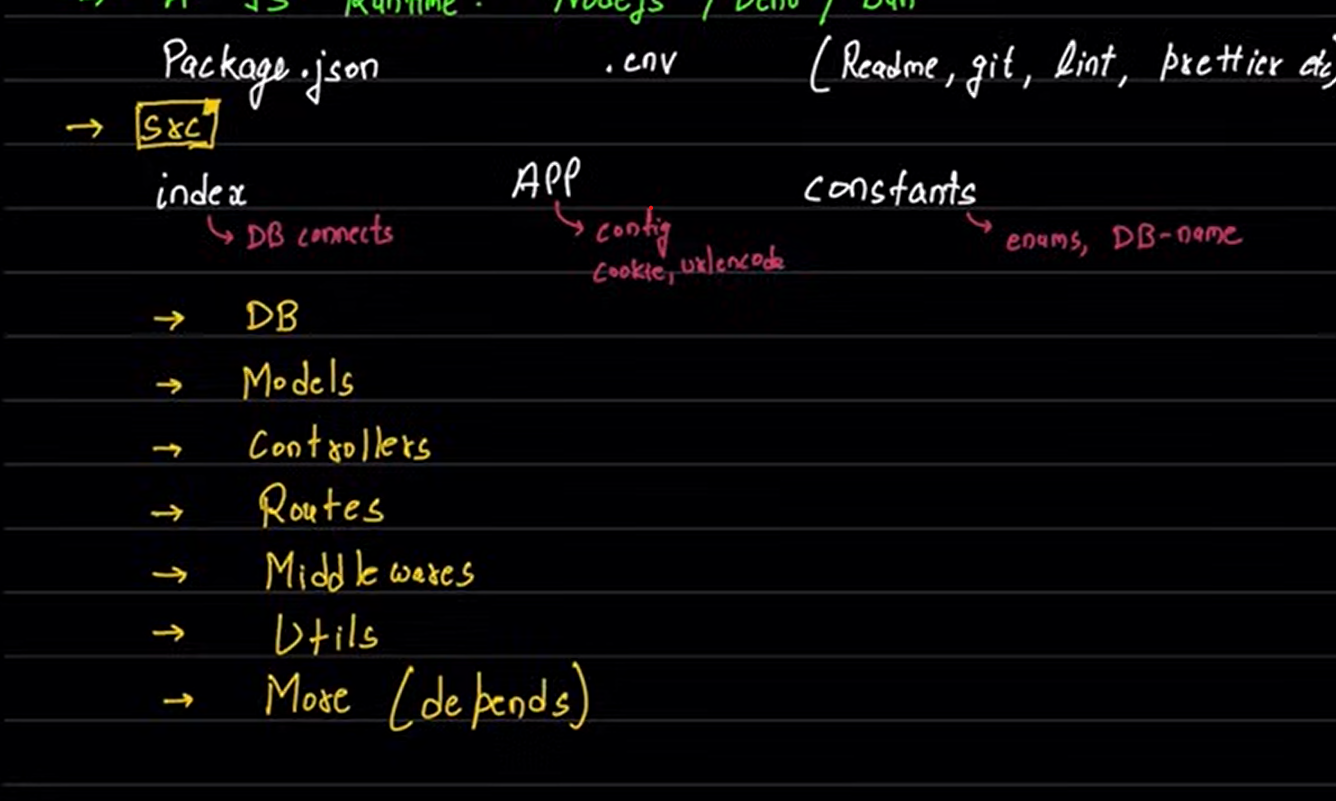 → A JS Runtime: Nodejs / Deno / Bun
Package.json .env (Readme, git, lint, prettier etc)
→ src
index APP constants
↳ DB connects ↳ config ↳ enums, DB-name
cookie, urlencode
→ DB
→ Models
→ Controllers
→ Routes
→ Middlewares
→ Utils
→ More (depends)